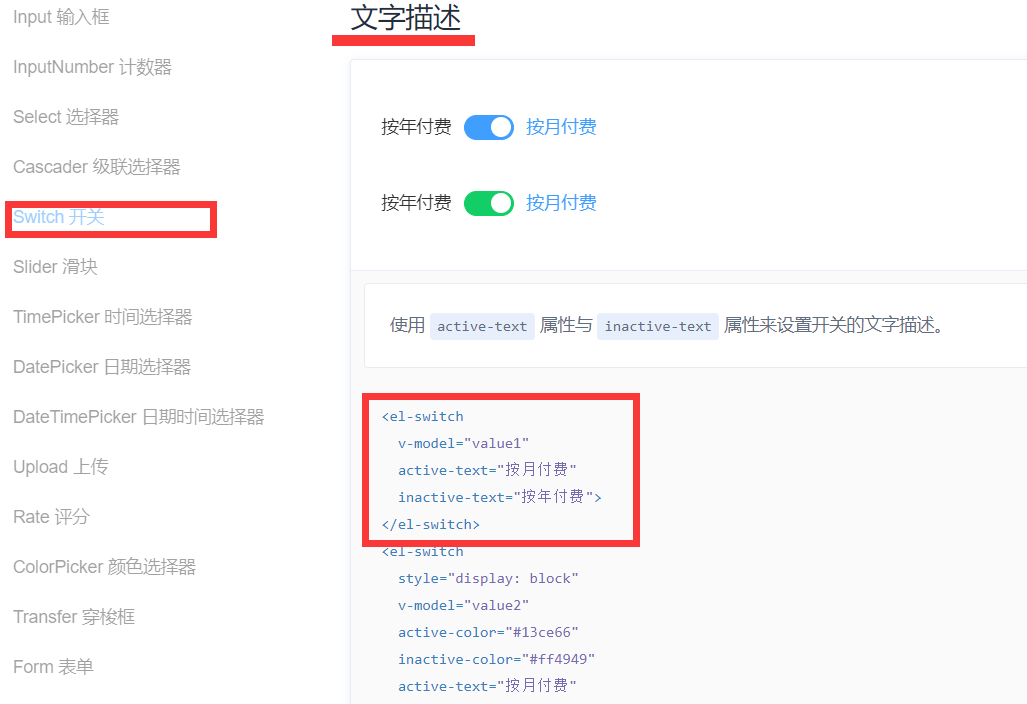 Input 输入框
InputNumber 计数器
Select 选择器
Cascader 级联选择器
Switch 开关
Slider 滑块
TimePicker 时间选择器
DatePicker 日期选择器
DateTimePicker 日期时间选择器
Upload 上传
Rate 评分
ColorPicker 颜色选择器
Transfer 穿梭框
Form 表单
文字描述
按年付费 按月付费
按年付费 按月付费
使用 active-text 属性与 inactive-text 属性来设置开关的文字描述。
<el-switch
  v-model="value1"
  active-text="按月付费"
  inactive-text="按年付费">
</el-switch>
<el-switch
  style="display: block"
  v-model="value2"
  active-color="#13ce66"
  inactive-color="#ff4949"
  active-text="按月付费"